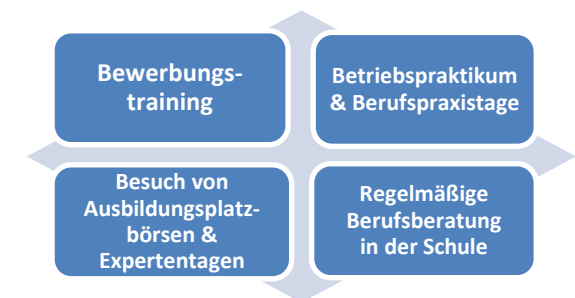 Bewerbungs-
training
Betriebspraktikum
& Berufspraxistage
Besuch von
Ausbildungsplatz-
börsen &
Expertentagen
Regelmäßige
Berufsberatung
in der Schule